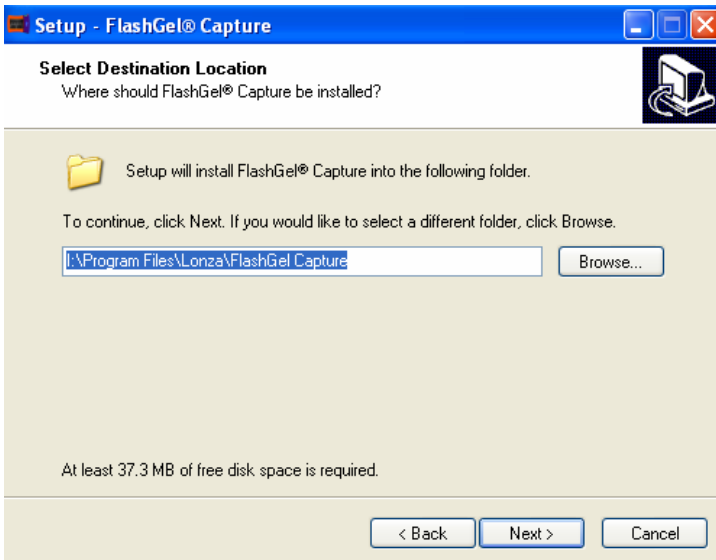 Setup - FlashGel® Capture
Select Destination Location
Where should FlashGel® Capture be installed?
Setup will install FlashGel® Capture into the following folder.
To continue, click Next. If you would like to select a different folder, click Browse.
I:\Program Files\Lonza\FlashGel Capture
Browse...
At least 37.3 MB of free disk space is required.
< Back
Next >
Cancel